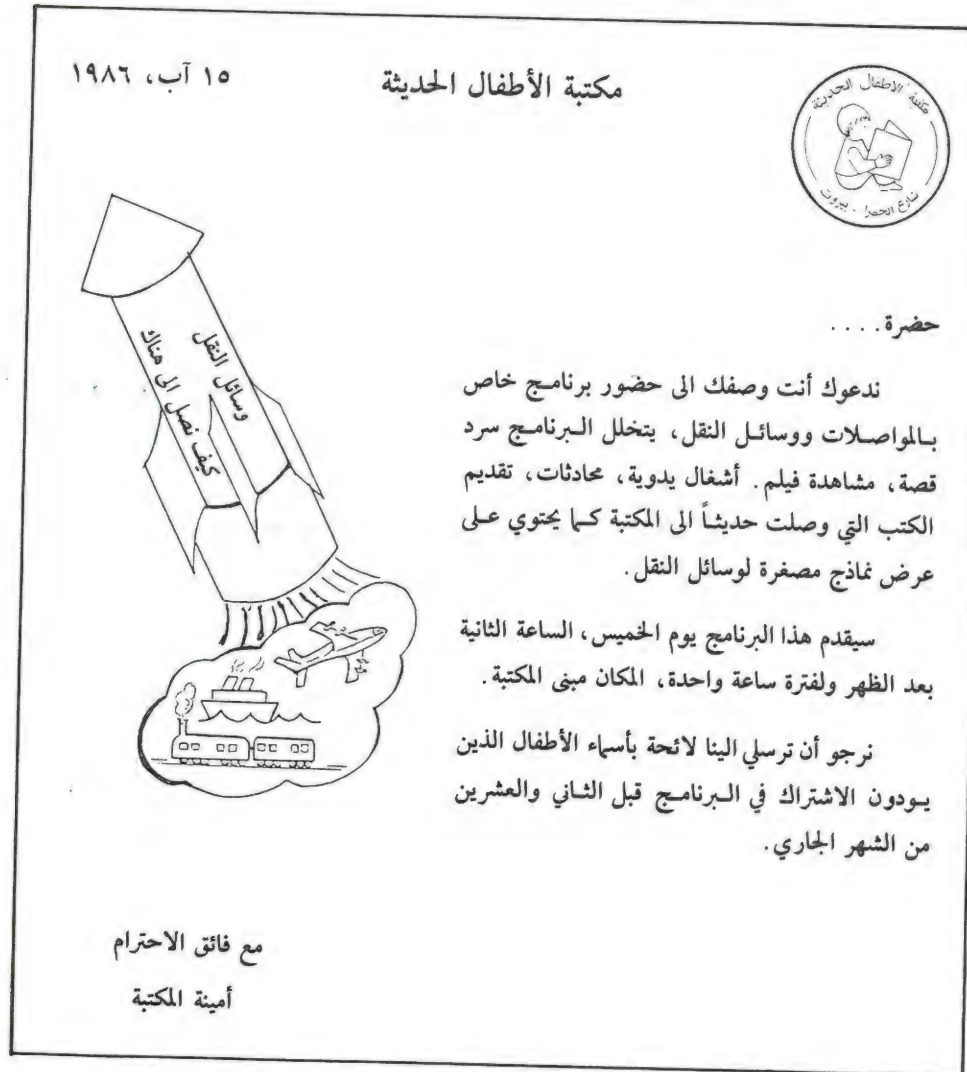 مكتبة الأطفال الحديثة
١٥ آب، ١٩٨٦
مكتبة الاطفال الحديثة
شارع الحمرا . بيروت
وسائل النقل
كيف نصل الى هناك
حضرة ....
ندعوك أنت وصفك الى حضور برنامج خاص
بالمواصلات ووسائل النقل، يتخلل البرنامج سرد
قصة، مشاهدة فيلم. أشغال يدوية، محادثات، تقديم
الكتب التي وصلت حديثاً الى المكتبة كما يحتوي على
عرض نماذج مصغرة لوسائل النقل.
سيقدم هذا البرنامج يوم الخميس، الساعة الثانية
بعد الظهر ولفترة ساعة واحدة، المكان مبنى المكتبة.
نرجو أن ترسلي الينا لائحة بأسماء الأطفال الذين
يودون الاشتراك في البرنامج قبل الثاني والعشرين
من الشهر الجاري.
مع فائق الاحترام
أمينة المكتبة